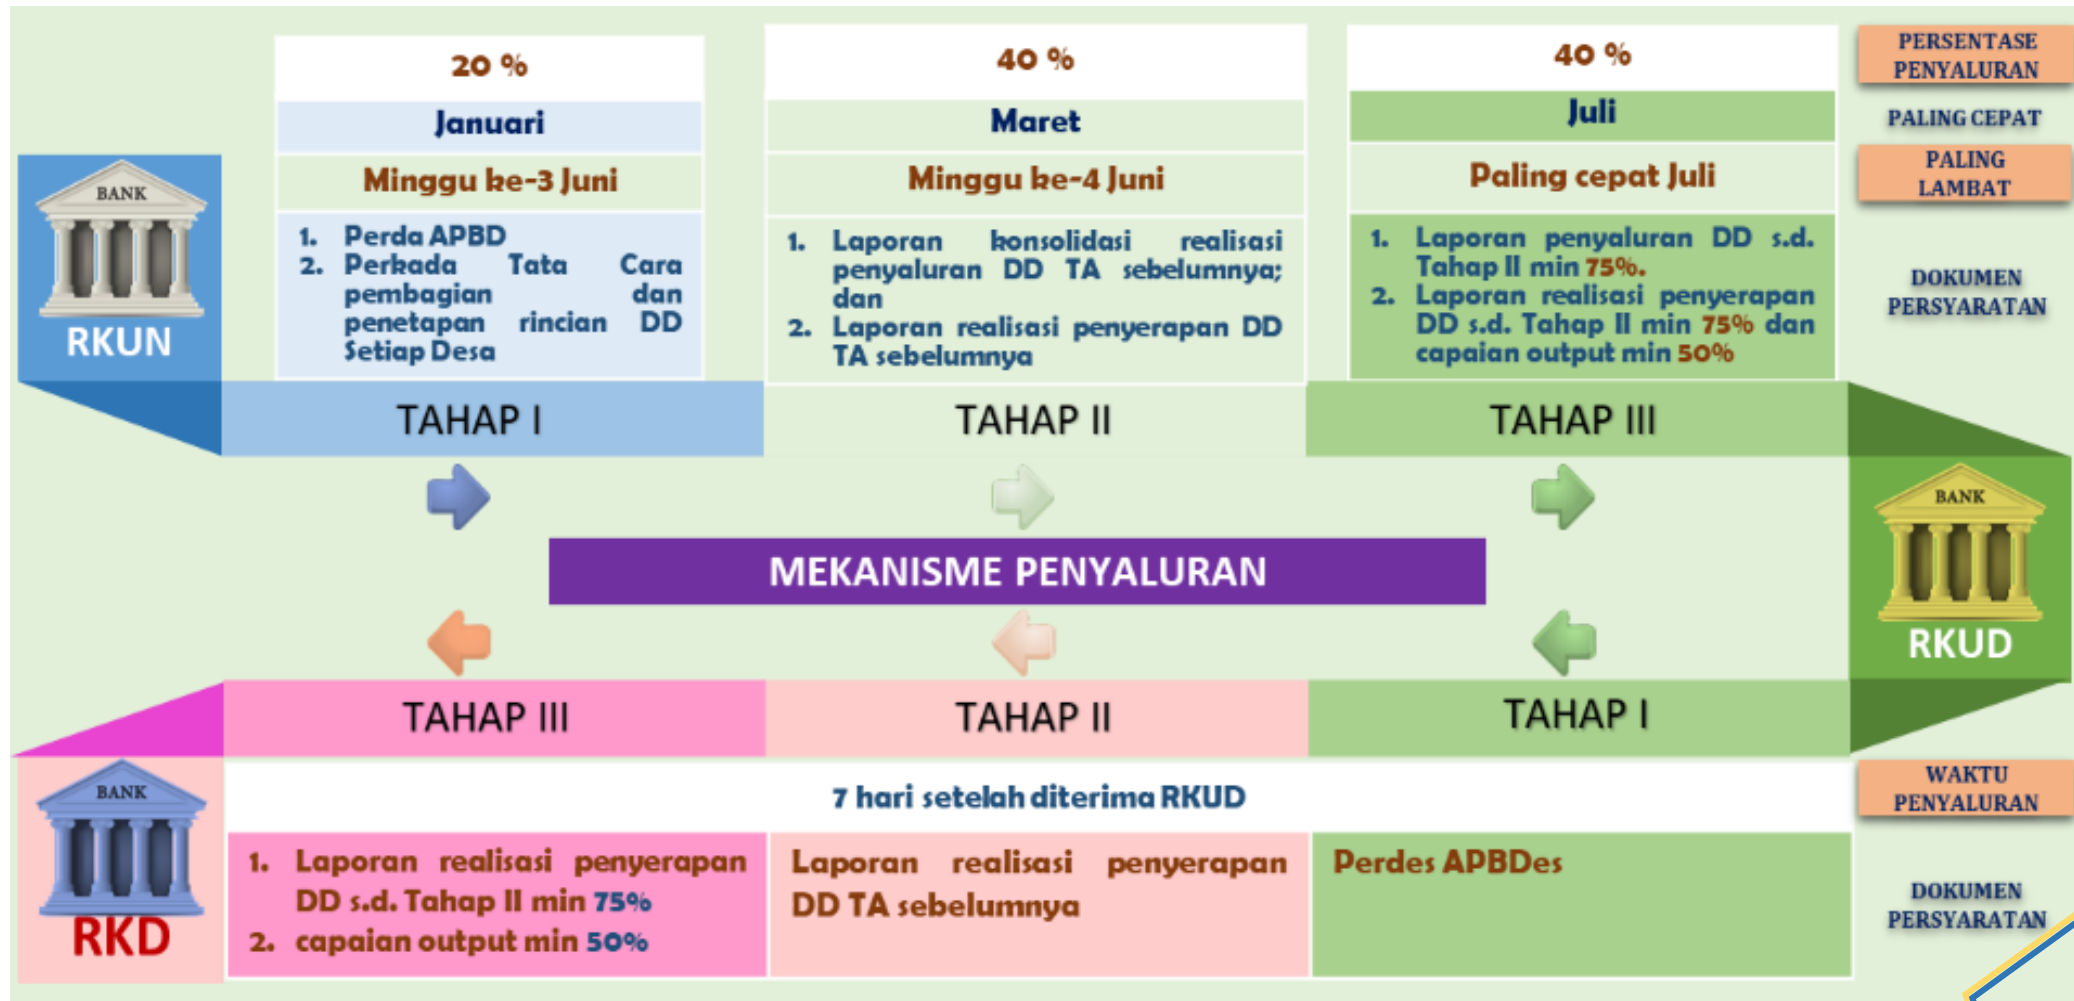 20 %
40 %
40 %
PERSENTASE
PENYALURAN
Januari
Maret
Juli
PALING CEPAT
Minggu ke-3 Juni
Minggu ke-4 Juni
Paling cepat Juli
PALING
LAMBAT
BANK
RKUN
1. Perda APBD
2. Perkada Tata Cara
pembagian dan
penetapan rincian DD
Setiap Desa
1. Laporan konsolidasi realisasi
penyaluran DD TA sebelumnya;
dan
2. Laporan realisasi penyerapan DD
TA sebelumnya
1. Laporan penyaluran DD s.d.
Tahap II min 75%.
2. Laporan realisasi penyerapan
DD s.d. Tahap II min 75% dan
capaian output min 50%
DOKUMEN
PERSYARATAN
TAHAP I
TAHAP II
TAHAP III
MEKANISME PENYALURAN
BANK
RKUD
TAHAP III
TAHAP II
TAHAP I
BANK
RKD
7 hari setelah diterima RKUD
WAKTU
PENYALURAN
1. Laporan realisasi penyerapan
DD s.d. Tahap II min 75%
2. capaian output min 50%
Laporan realisasi penyerapan
DD TA sebelumnya
Perdes APBDes
DOKUMEN
PERSYARATAN